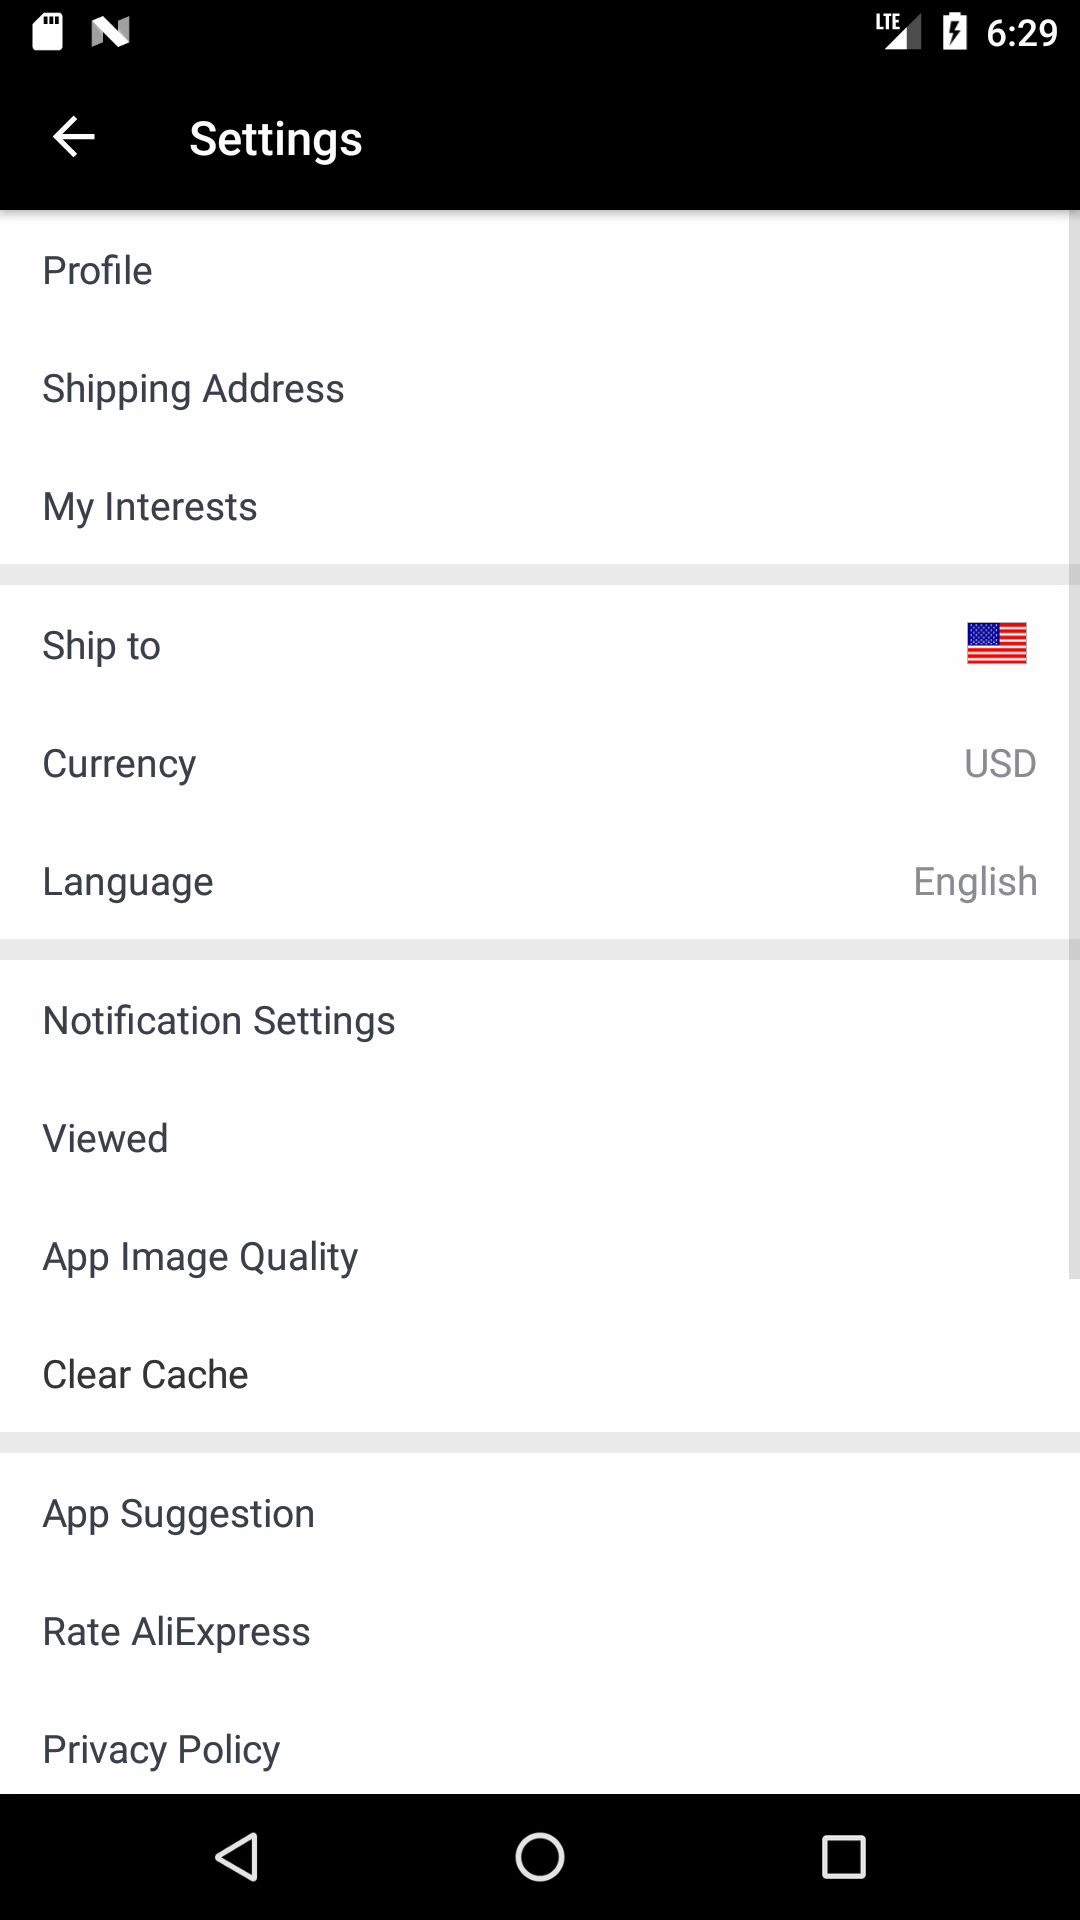 LTE 6:29
Settings
Profile
Shipping Address
My Interests
Ship to
Currency USD
Language English
Notification Settings
Viewed
App Image Quality
Clear Cache
App Suggestion
Rate AliExpress
Privacy Policy